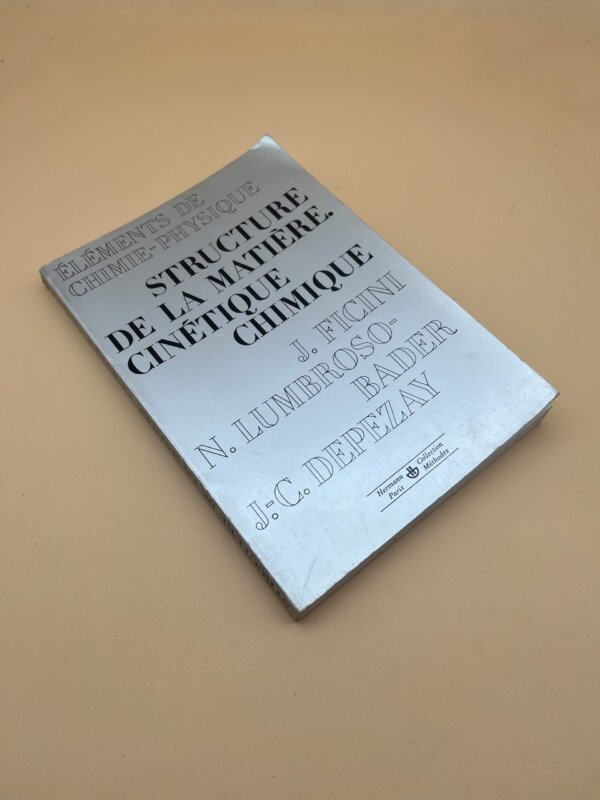 ÉLÉMENTS DE
CHIMIE-PHYSIQUE
STRUCTURE
DE LA MATIÈRE.
CINÉTIQUE
CHIMIQUE
J. FICINI
N. LUMBROSO-
BADER
J.-C. DEPEZAY
Hermann Collection
Paris Méthodes